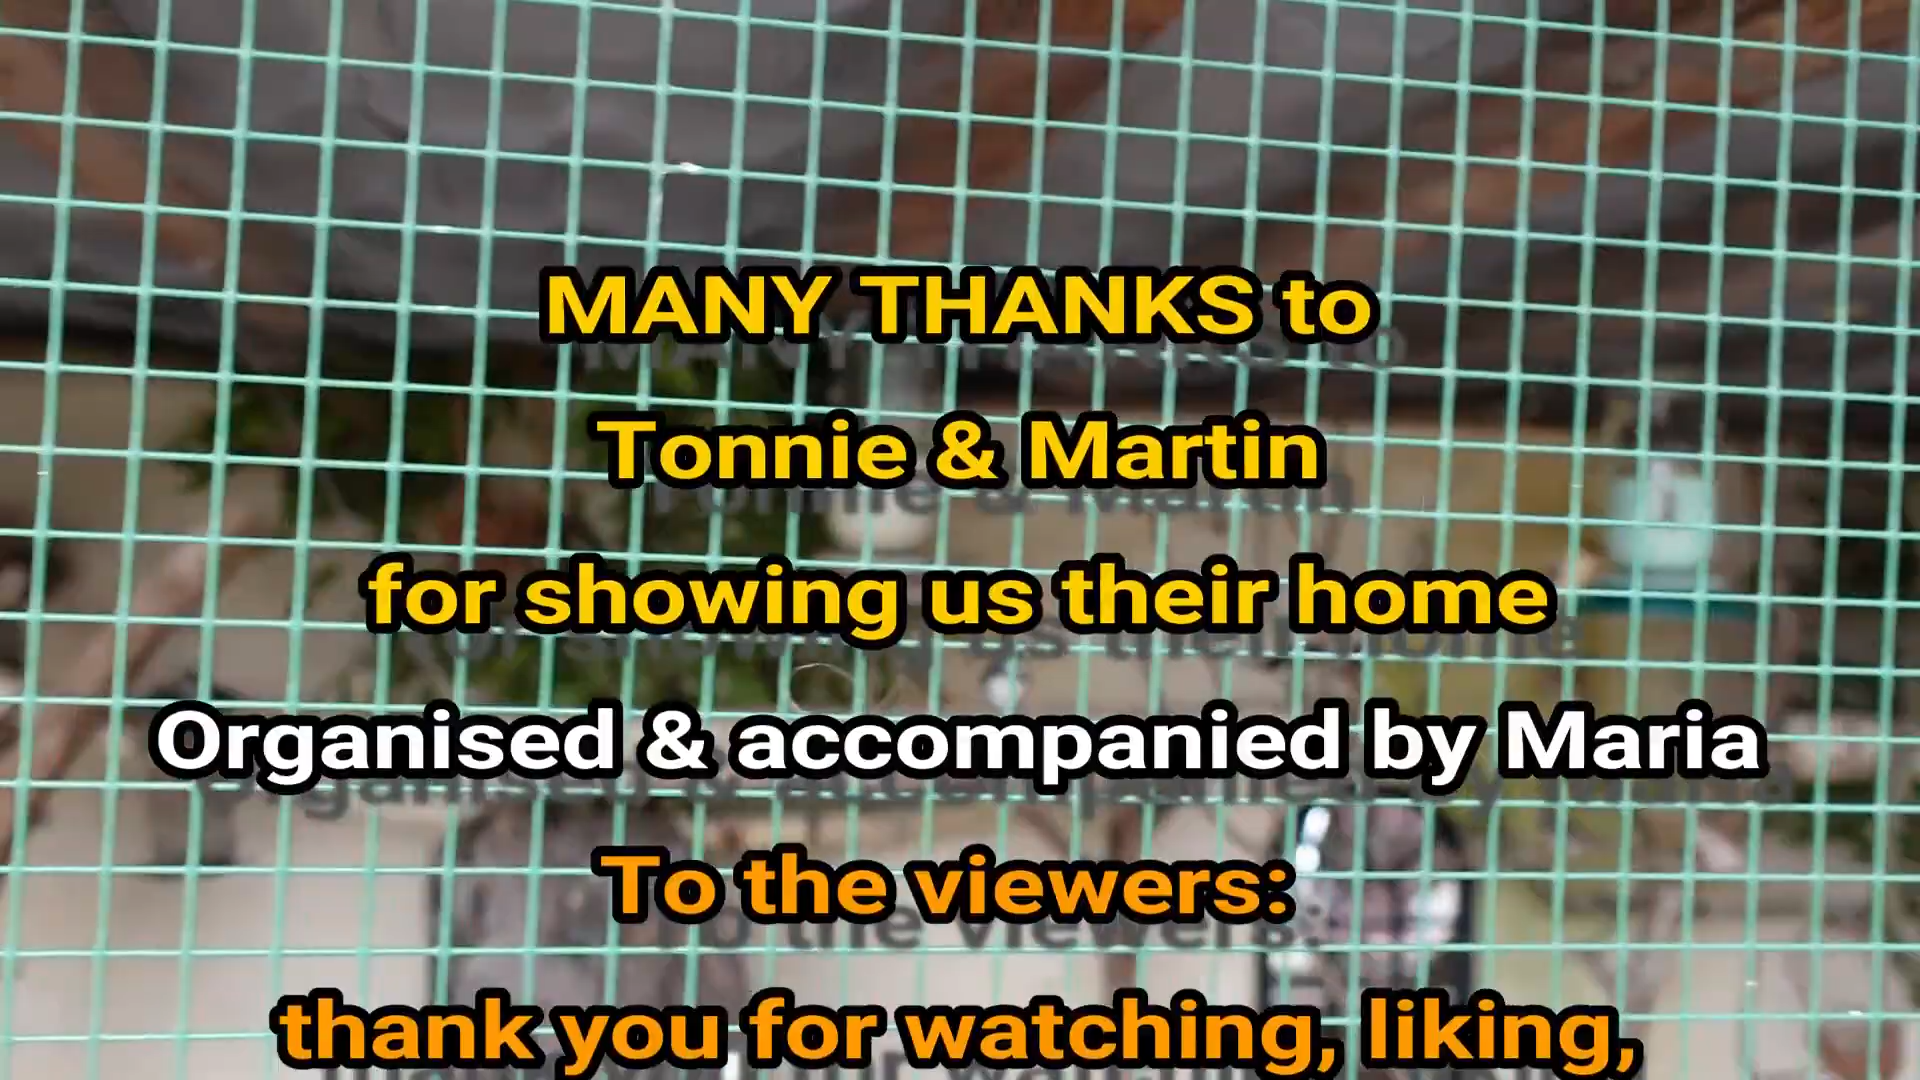 MANY THANKS to
Tonnie & Martin
for showing us their home
Organised & accompanied by Maria
To the viewers:
thank you for watching, liking,